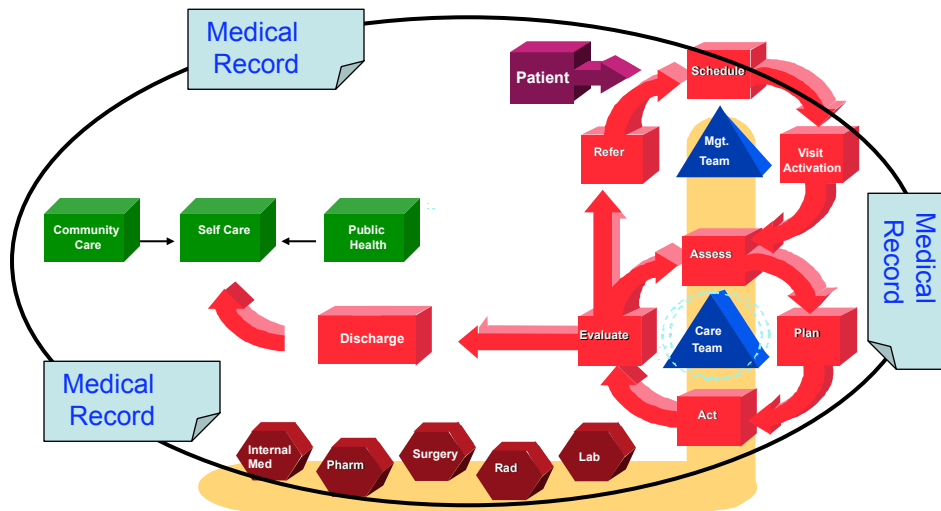 Medical
Record
Patient
Schedule
Refer
Mgt.
Team
Visit
Activation
Medical
Record
Community
Care
Self Care
Public
Health
Assess
Discharge
Evaluate
Care
Team
Plan
Medical
Record
Act
Internal
Med
Pharm
Surgery
Rad
Lab